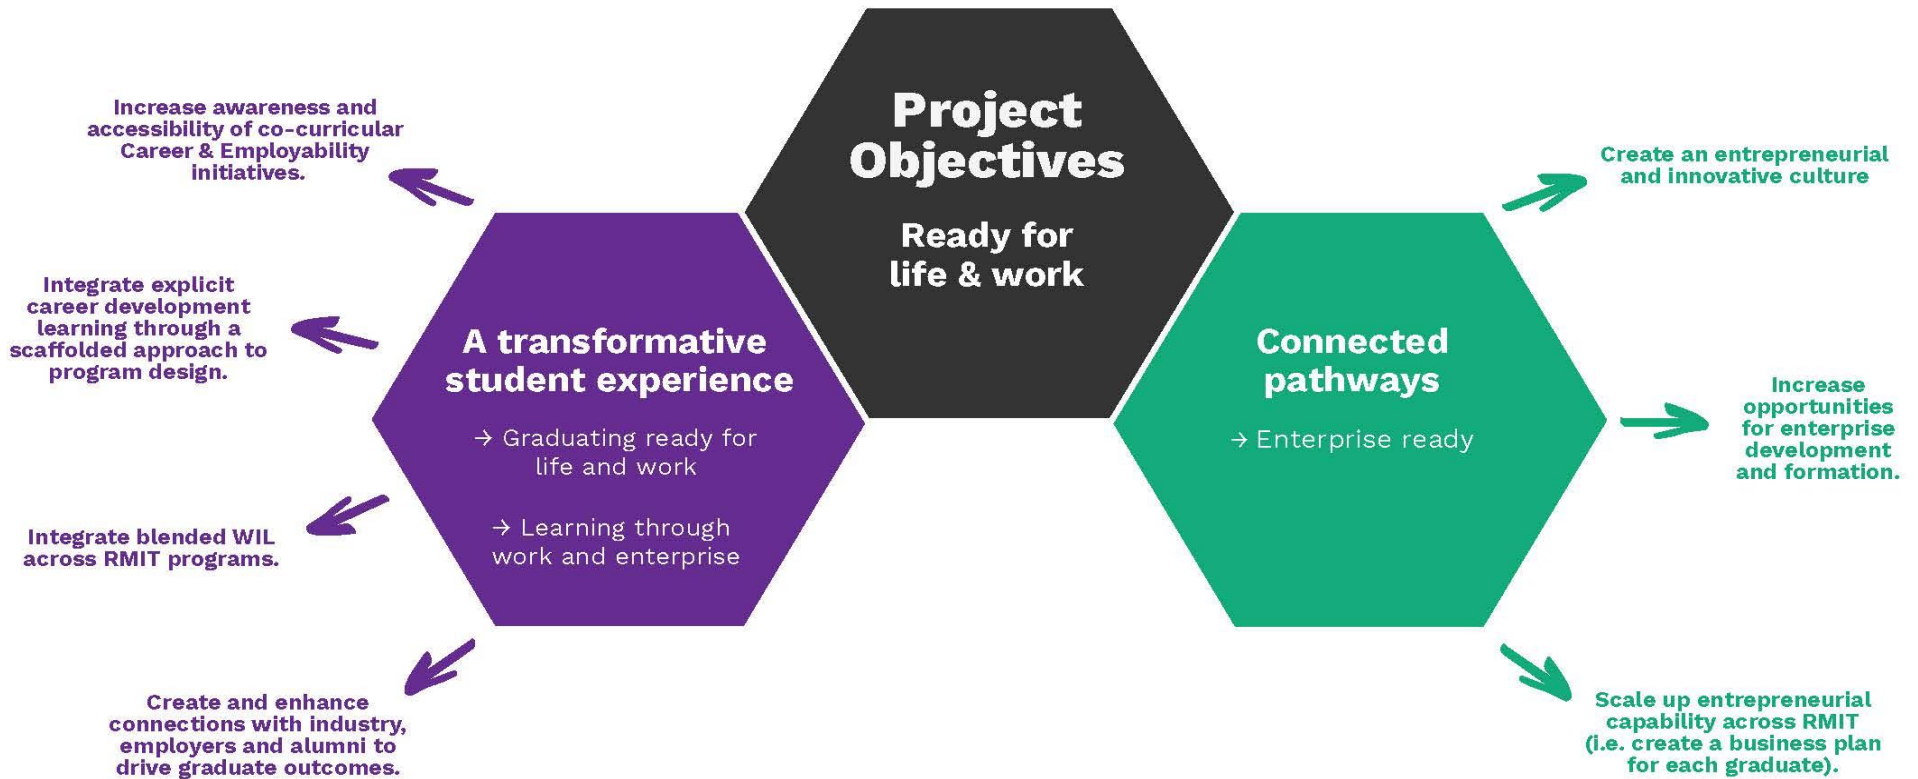 Project
Objectives
Ready for
life & work
A transformative
student experience
→ Graduating ready for
life and work
→ Learning through
work and enterprise
Increase awareness and
accessibility of co-curricular
Career & Employability
initiatives.
Integrate explicit
career development
learning through a
scaffolded approach to
program design.
Integrate blended WIL
across RMIT programs.
Create and enhance
connections with industry,
employers and alumni to
drive graduate outcomes.
Connected
pathways
→ Enterprise ready
Create an entrepreneurial
and innovative culture
Increase
opportunities
for enterprise
development
and formation.
Scale up entrepreneurial
capability across RMIT
(i.e. create a business plan
for each graduate).